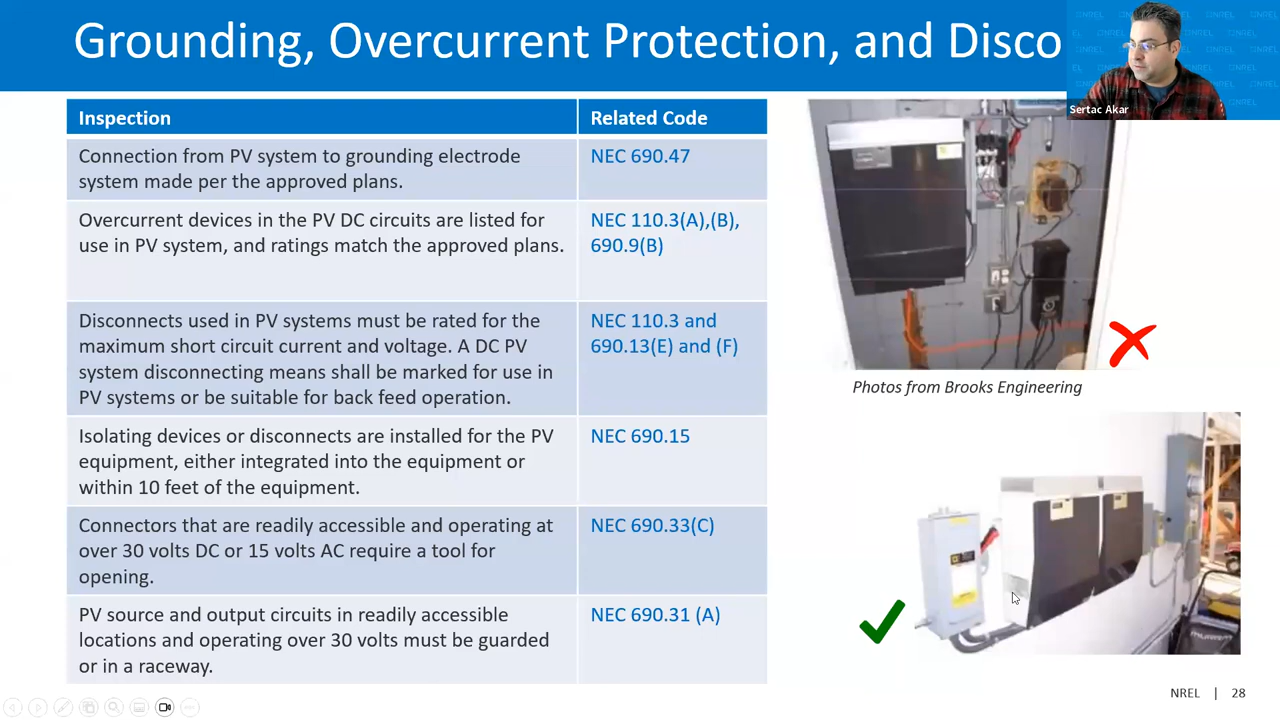 Grounding, Overcurrent Protection, and Disco
Sertac Akar
Inspection
Related Code
Connection from PV system to grounding electrode
system made per the approved plans.
NEC 690.47
Overcurrent devices in the PV DC circuits are listed for
use in PV system, and ratings match the approved plans.
NEC 110.3(A),(B),
690.9(B)
Disconnects used in PV systems must be rated for the
maximum short circuit current and voltage. A DC PV
system disconnecting means shall be marked for use in
PV systems or be suitable for back feed operation.
NEC 110.3 and
690.13(E) and (F)
Isolating devices or disconnects are installed for the PV
equipment, either integrated into the equipment or
within 10 feet of the equipment.
NEC 690.15
Connectors that are readily accessible and operating at
over 30 volts DC or 15 volts AC require a tool for
opening.
NEC 690.33(C)
PV source and output circuits in readily accessible
locations and operating over 30 volts must be guarded
or in a raceway.
NEC 690.31 (A)
Photos from Brooks Engineering
NREL | 28